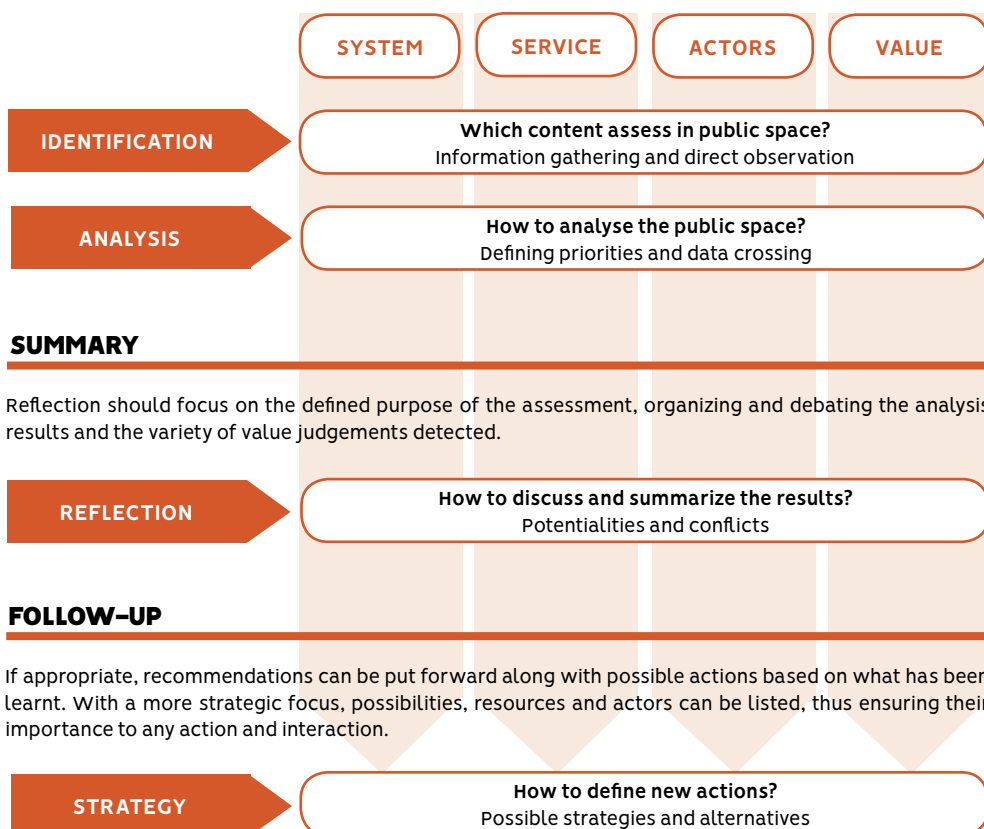 SYSTEM SERVICE ACTORS VALUE
IDENTIFICATION
Which content assess in public space?
Information gathering and direct observation
ANALYSIS
How to analyse the public space?
Defining priorities and data crossing
SUMMARY
Reflection should focus on the defined purpose of the assessment, organizing and debating the analysis
results and the variety of value judgements detected.
REFLECTION
How to discuss and summarize the results?
Potentialities and conflicts
FOLLOW-UP
If appropriate, recommendations can be put forward along with possible actions based on what has been
learnt. With a more strategic focus, possibilities, resources and actors can be listed, thus ensuring their
importance to any action and interaction.
STRATEGY
How to define new actions?
Possible strategies and alternatives